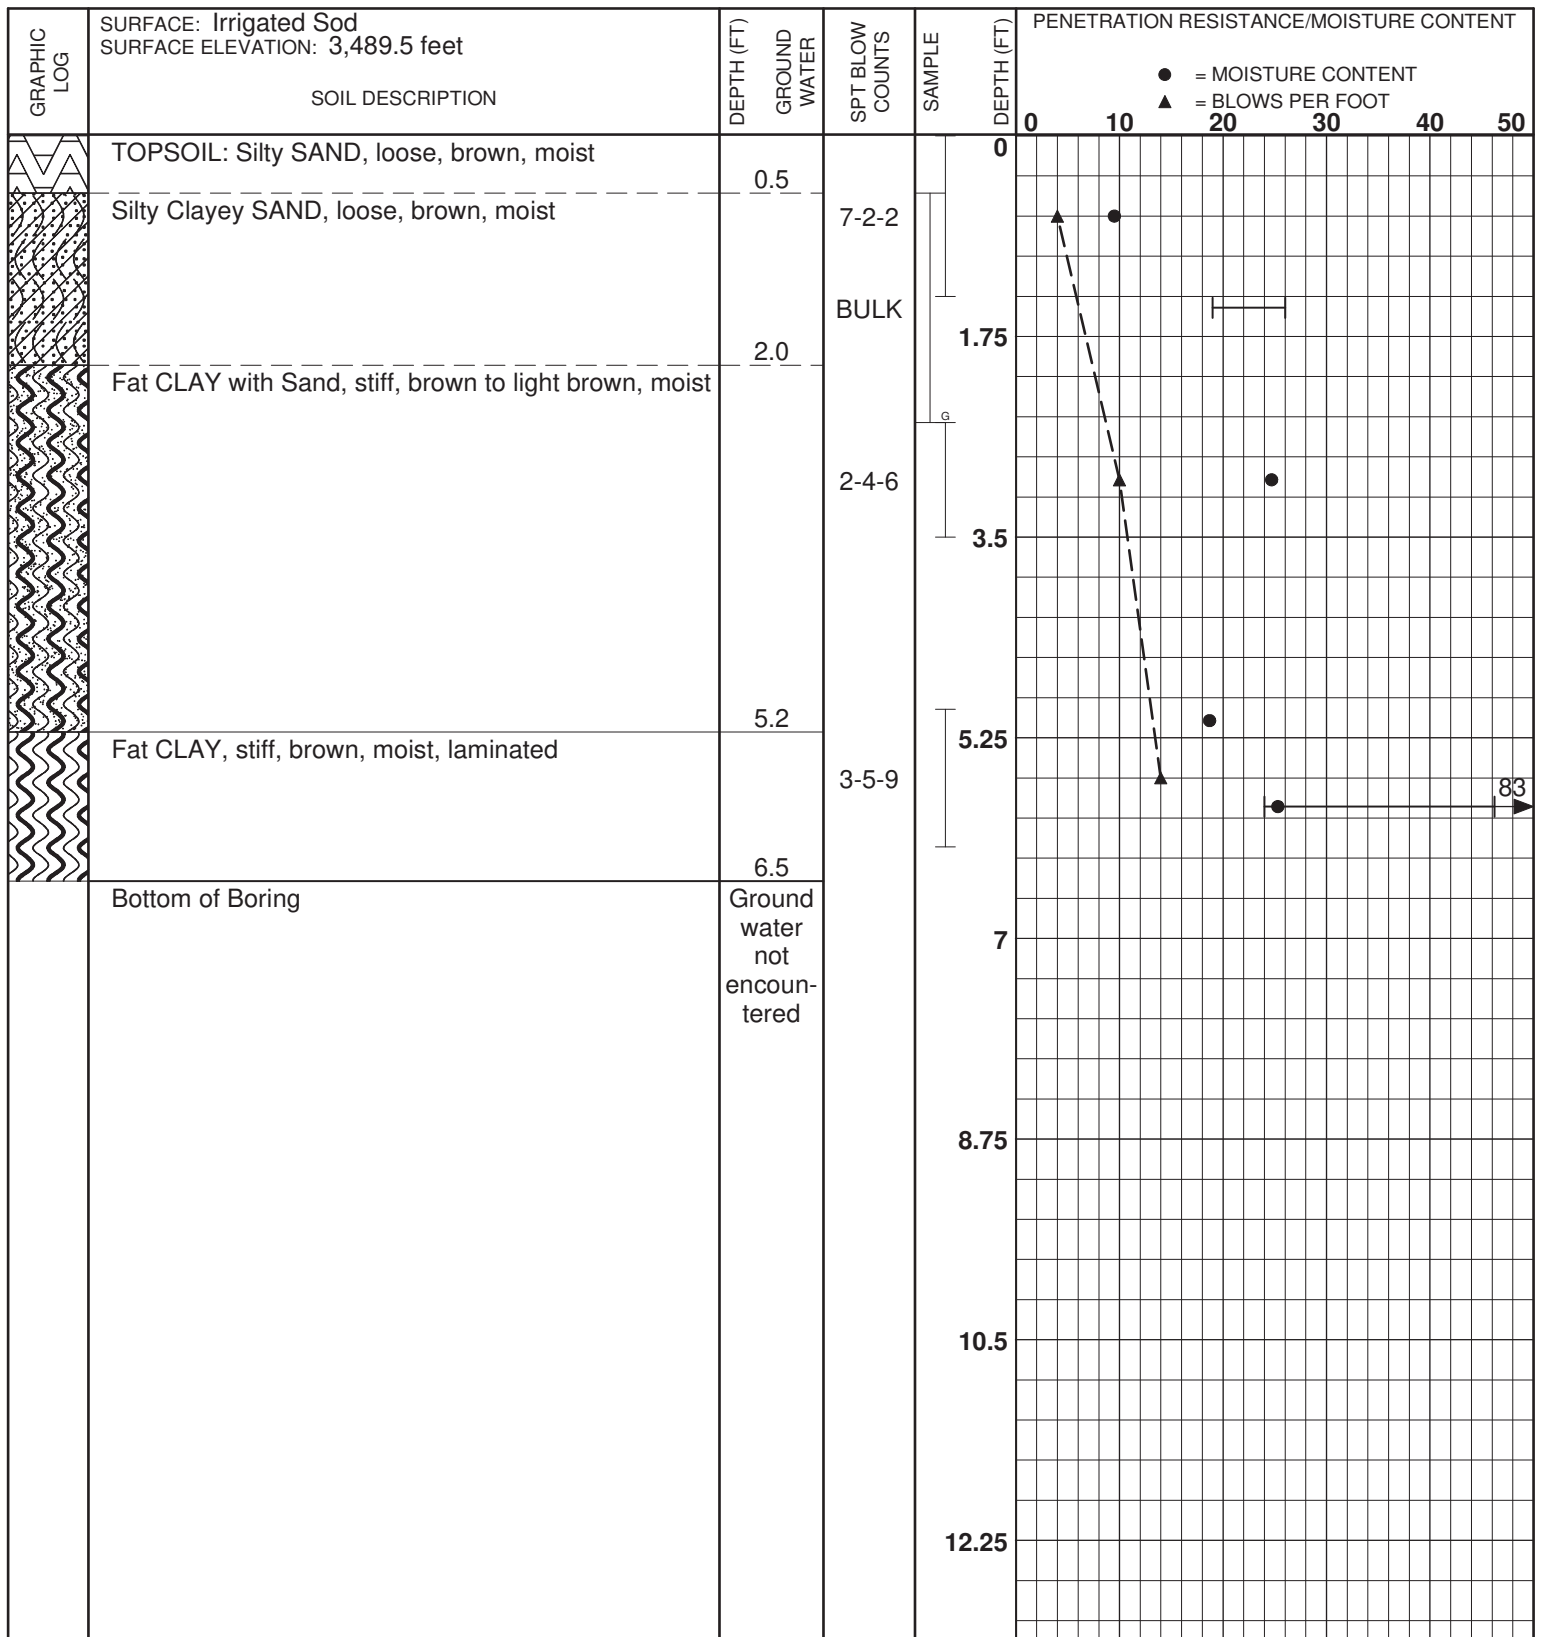 GRAPHIC
LOG
SURFACE: Irrigated Sod
SURFACE ELEVATION: 3,489.5 feet
SOIL DESCRIPTION
DEPTH (FT)
GROUND
WATER
SPT BLOW
COUNTS
SAMPLE
DEPTH (FT)
PENETRATION RESISTANCE/MOISTURE CONTENT
● = MOISTURE CONTENT
▲ = BLOWS PER FOOT
0 10 20 30 40 50
0
TOPSOIL: Silty SAND, loose, brown, moist
0.5
Silty Clayey SAND, loose, brown, moist
7-2-2
BULK
1.75
2.0
Fat CLAY with Sand, stiff, brown to light brown, moist
G
2-4-6
3.5
5.2
5.25
Fat CLAY, stiff, brown, moist, laminated
3-5-9
83
6.5
Bottom of Boring
Ground
water
not
encoun-
tered
7
8.75
10.5
12.25